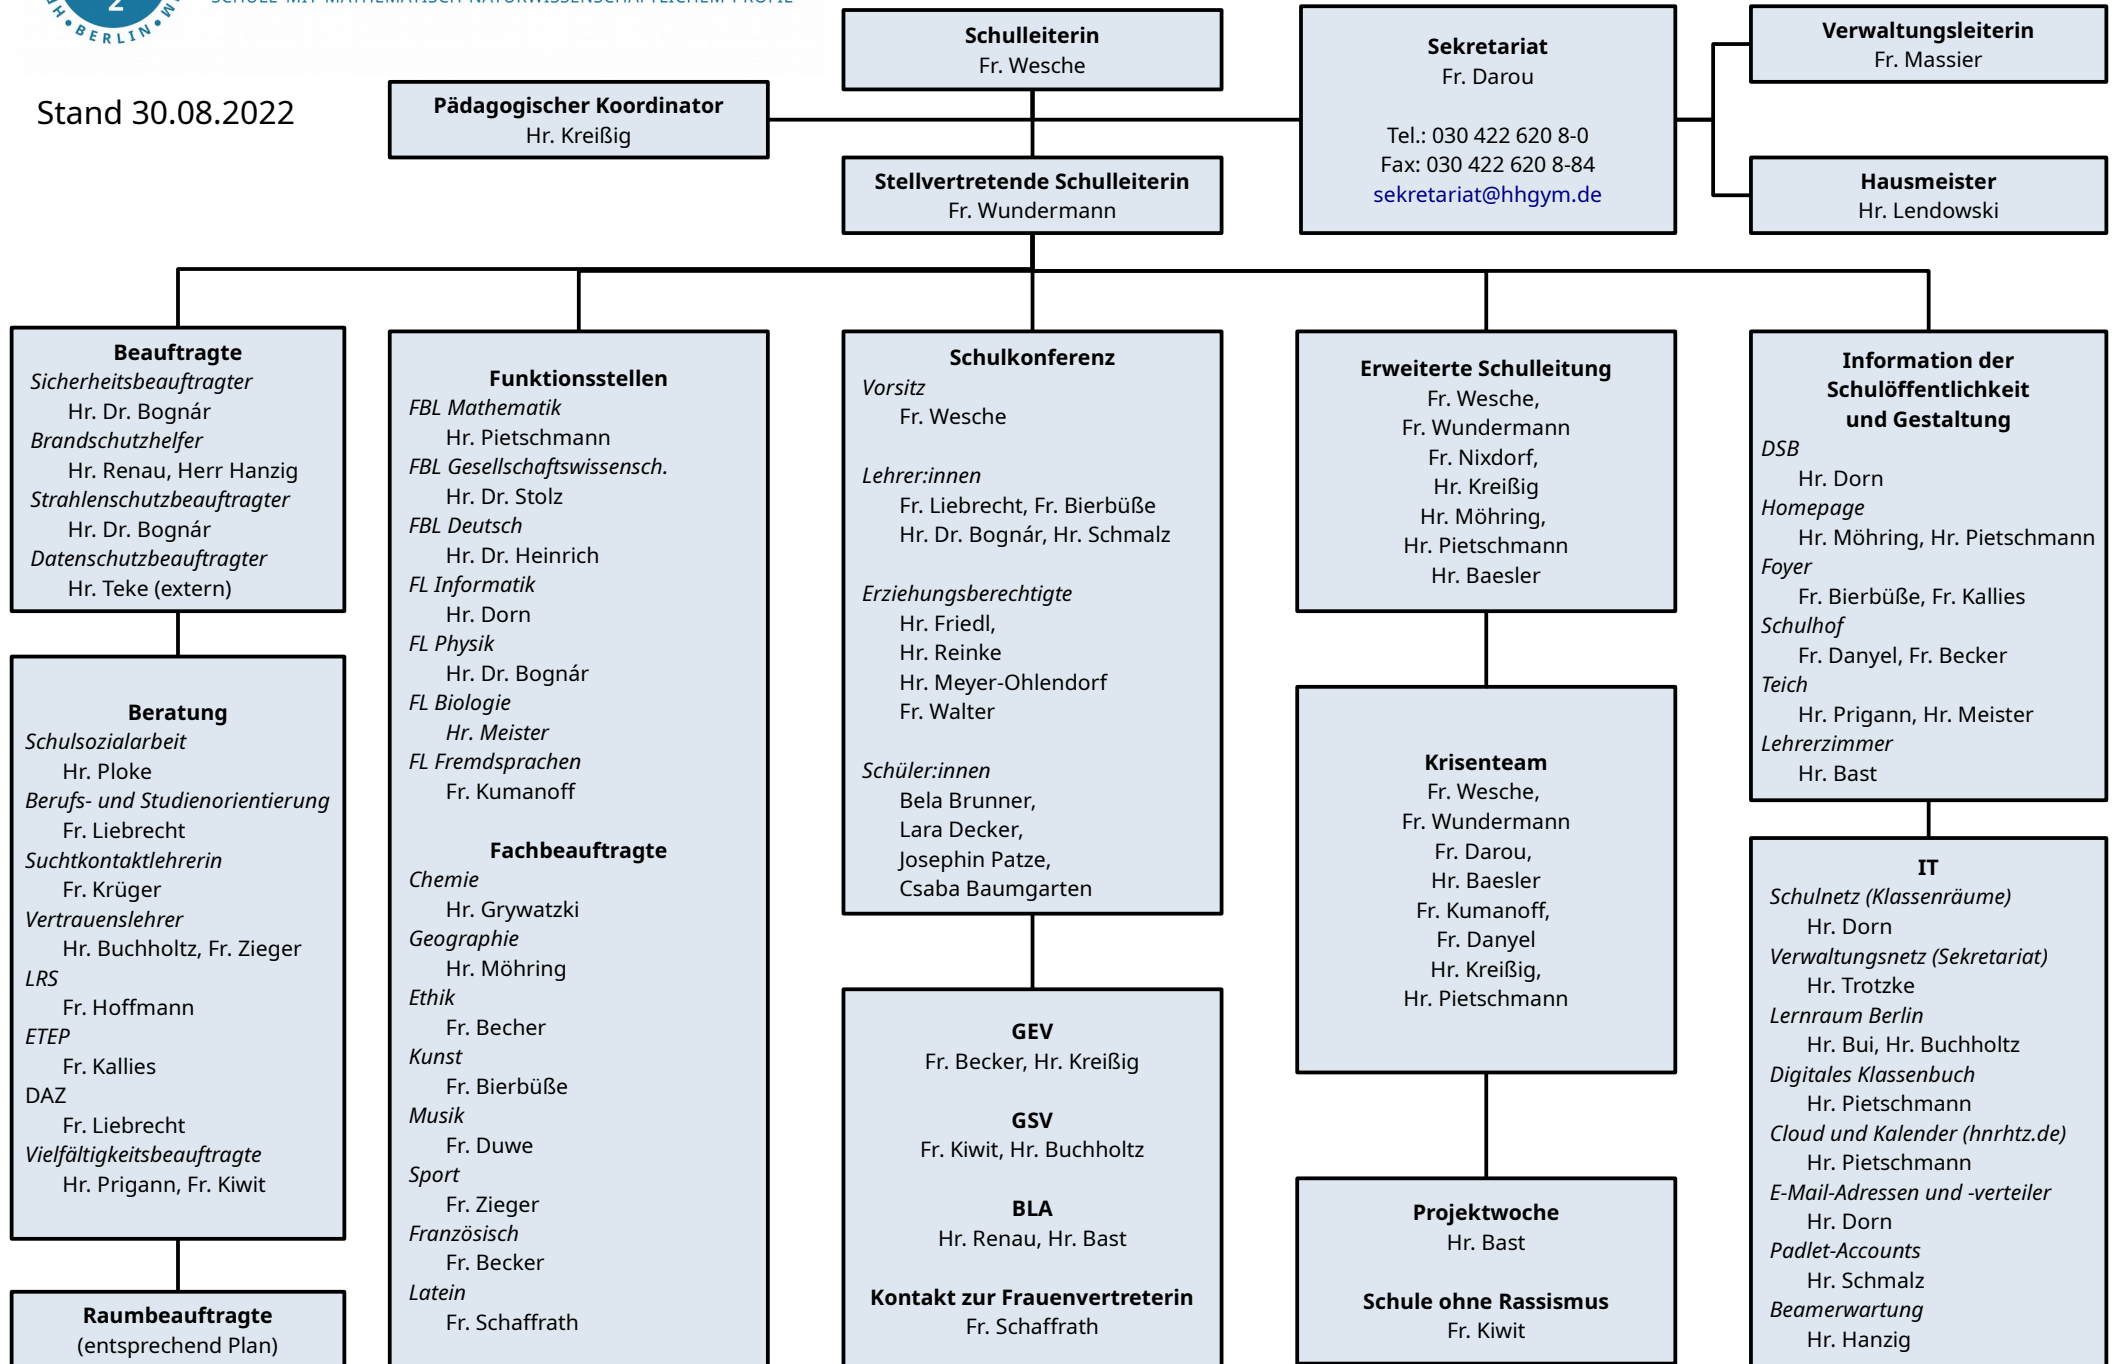 2
BERLIN
Stand 30.08.2022
Schulleiterin
Fr. Wesche
Pädagogischer Koordinator
Hr. Kreißig
Stellvertretende Schulleiterin
Fr. Wundermann
Sekretariat
Fr. Darou
Tel.: 030 422 620 8-0
Fax: 030 422 620 8-84
sekretariat@hhgym.de
Verwaltungsleiterin
Fr. Massier
Hausmeister
Hr. Lendowski
Beauftragte
Sicherheitsbeauftragter
Hr. Dr. Bognár
Brandschutzhelfer
Hr. Renau, Herr Hanzig
Strahlenschutzbeauftragter
Hr. Dr. Bognár
Datenschutzbeauftragter
Hr. Teke (extern)
Beratung
Schulsozialarbeit
Hr. Ploke
Berufs- und Studienorientierung
Fr. Liebrecht
Suchtkontaktlehrerin
Fr. Krüger
Vertrauenslehrer
Hr. Buchholtz, Fr. Zieger
LRS
Fr. Hoffmann
ETEP
Fr. Kallies
DAZ
Fr. Liebrecht
Vielfältigkeitsbeauftragte
Hr. Prigann, Fr. Kiwit
Raumbeauftragte
(entsprechend Plan)
Funktionsstellen
FBL Mathematik
Hr. Pietschmann
FBL Gesellschaftswissensch.
Hr. Dr. Stolz
FBL Deutsch
Hr. Dr. Heinrich
FL Informatik
Hr. Dorn
FL Physik
Hr. Dr. Bognár
FL Biologie
Hr. Meister
FL Fremdsprachen
Fr. Kumanoff
Fachbeauftragte
Chemie
Hr. Grywatzki
Geographie
Hr. Möhring
Ethik
Fr. Becher
Kunst
Fr. Bierbüße
Musik
Fr. Duwe
Sport
Fr. Zieger
Französisch
Fr. Becker
Latein
Fr. Schaffrath
Schulkonferenz
Vorsitz
Fr. Wesche
Lehrer:innen
Fr. Liebrecht, Fr. Bierbüße
Hr. Dr. Bognár, Hr. Schmalz
Erziehungsberechtigte
Hr. Friedl,
Hr. Reinke
Hr. Meyer-Ohlendorf
Fr. Walter
Schüler:innen
Bela Brunner,
Lara Decker,
Josephin Patze,
Csaba Baumgarten
GEV
Fr. Becker, Hr. Kreißig
GSV
Fr. Kiwit, Hr. Buchholtz
BLA
Hr. Renau, Hr. Bast
Kontakt zur Frauenvertreterin
Fr. Schaffrath
Erweiterte Schulleitung
Fr. Wesche,
Fr. Wundermann
Fr. Nixdorf,
Hr. Kreißig
Hr. Möhring,
Hr. Pietschmann
Hr. Baesler
Krisenteam
Fr. Wesche,
Fr. Wundermann
Fr. Darou,
Hr. Baesler
Fr. Kumanoff,
Fr. Danyel
Hr. Kreißig,
Hr. Pietschmann
Projektwoche
Hr. Bast
Schule ohne Rassismus
Fr. Kiwit
Information der
Schulöffentlichkeit
und Gestaltung
DSB
Hr. Dorn
Homepage
Hr. Möhring, Hr. Pietschmann
Foyer
Fr. Bierbüße, Fr. Kallies
Schulhof
Fr. Danyel, Fr. Becker
Teich
Hr. Prigann, Hr. Meister
Lehrerzimmer
Hr. Bast
IT
Schulnetz (Klassenräume)
Hr. Dorn
Verwaltungsnetz (Sekretariat)
Hr. Trotzke
Lernraum Berlin
Hr. Bui, Hr. Buchholtz
Digitales Klassenbuch
Hr. Pietschmann
Cloud und Kalender (hnrhtz.de)
Hr. Pietschmann
E-Mail-Adressen und -verteiler
Hr. Dorn
Padlet-Accounts
Hr. Schmalz
Beamerwartung
Hr. Hanzig